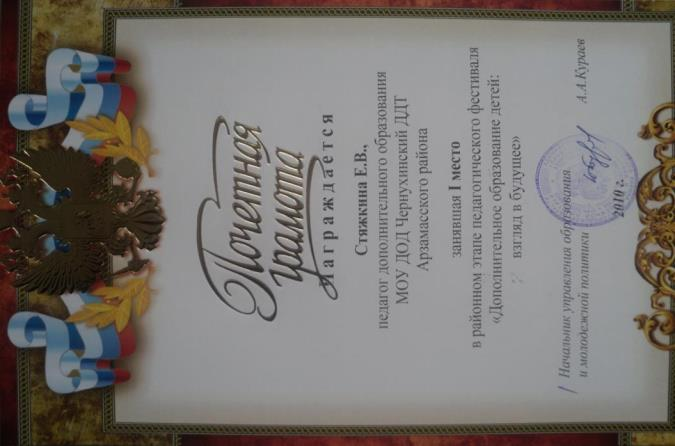 Почетная
грамота
Награждается
Стяжкина Е.В.,
педагог дополнительного образования
МОУ ДОД Чернухинский ДДТ
Арзамасского района
занявшая I место
в районном этапе педагогического фестиваля
«Дополнительное образование детей:
взгляд в будущее»
Начальник управления образования
и молодежной политики А.А.Кураев
2010 г.